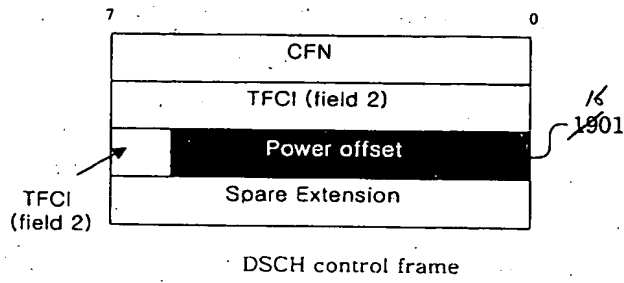 7 0
CFN
TFCI (field 2)
16
1901
Power offset
TFCI
(field 2)
Spare Extension
DSCH control frame